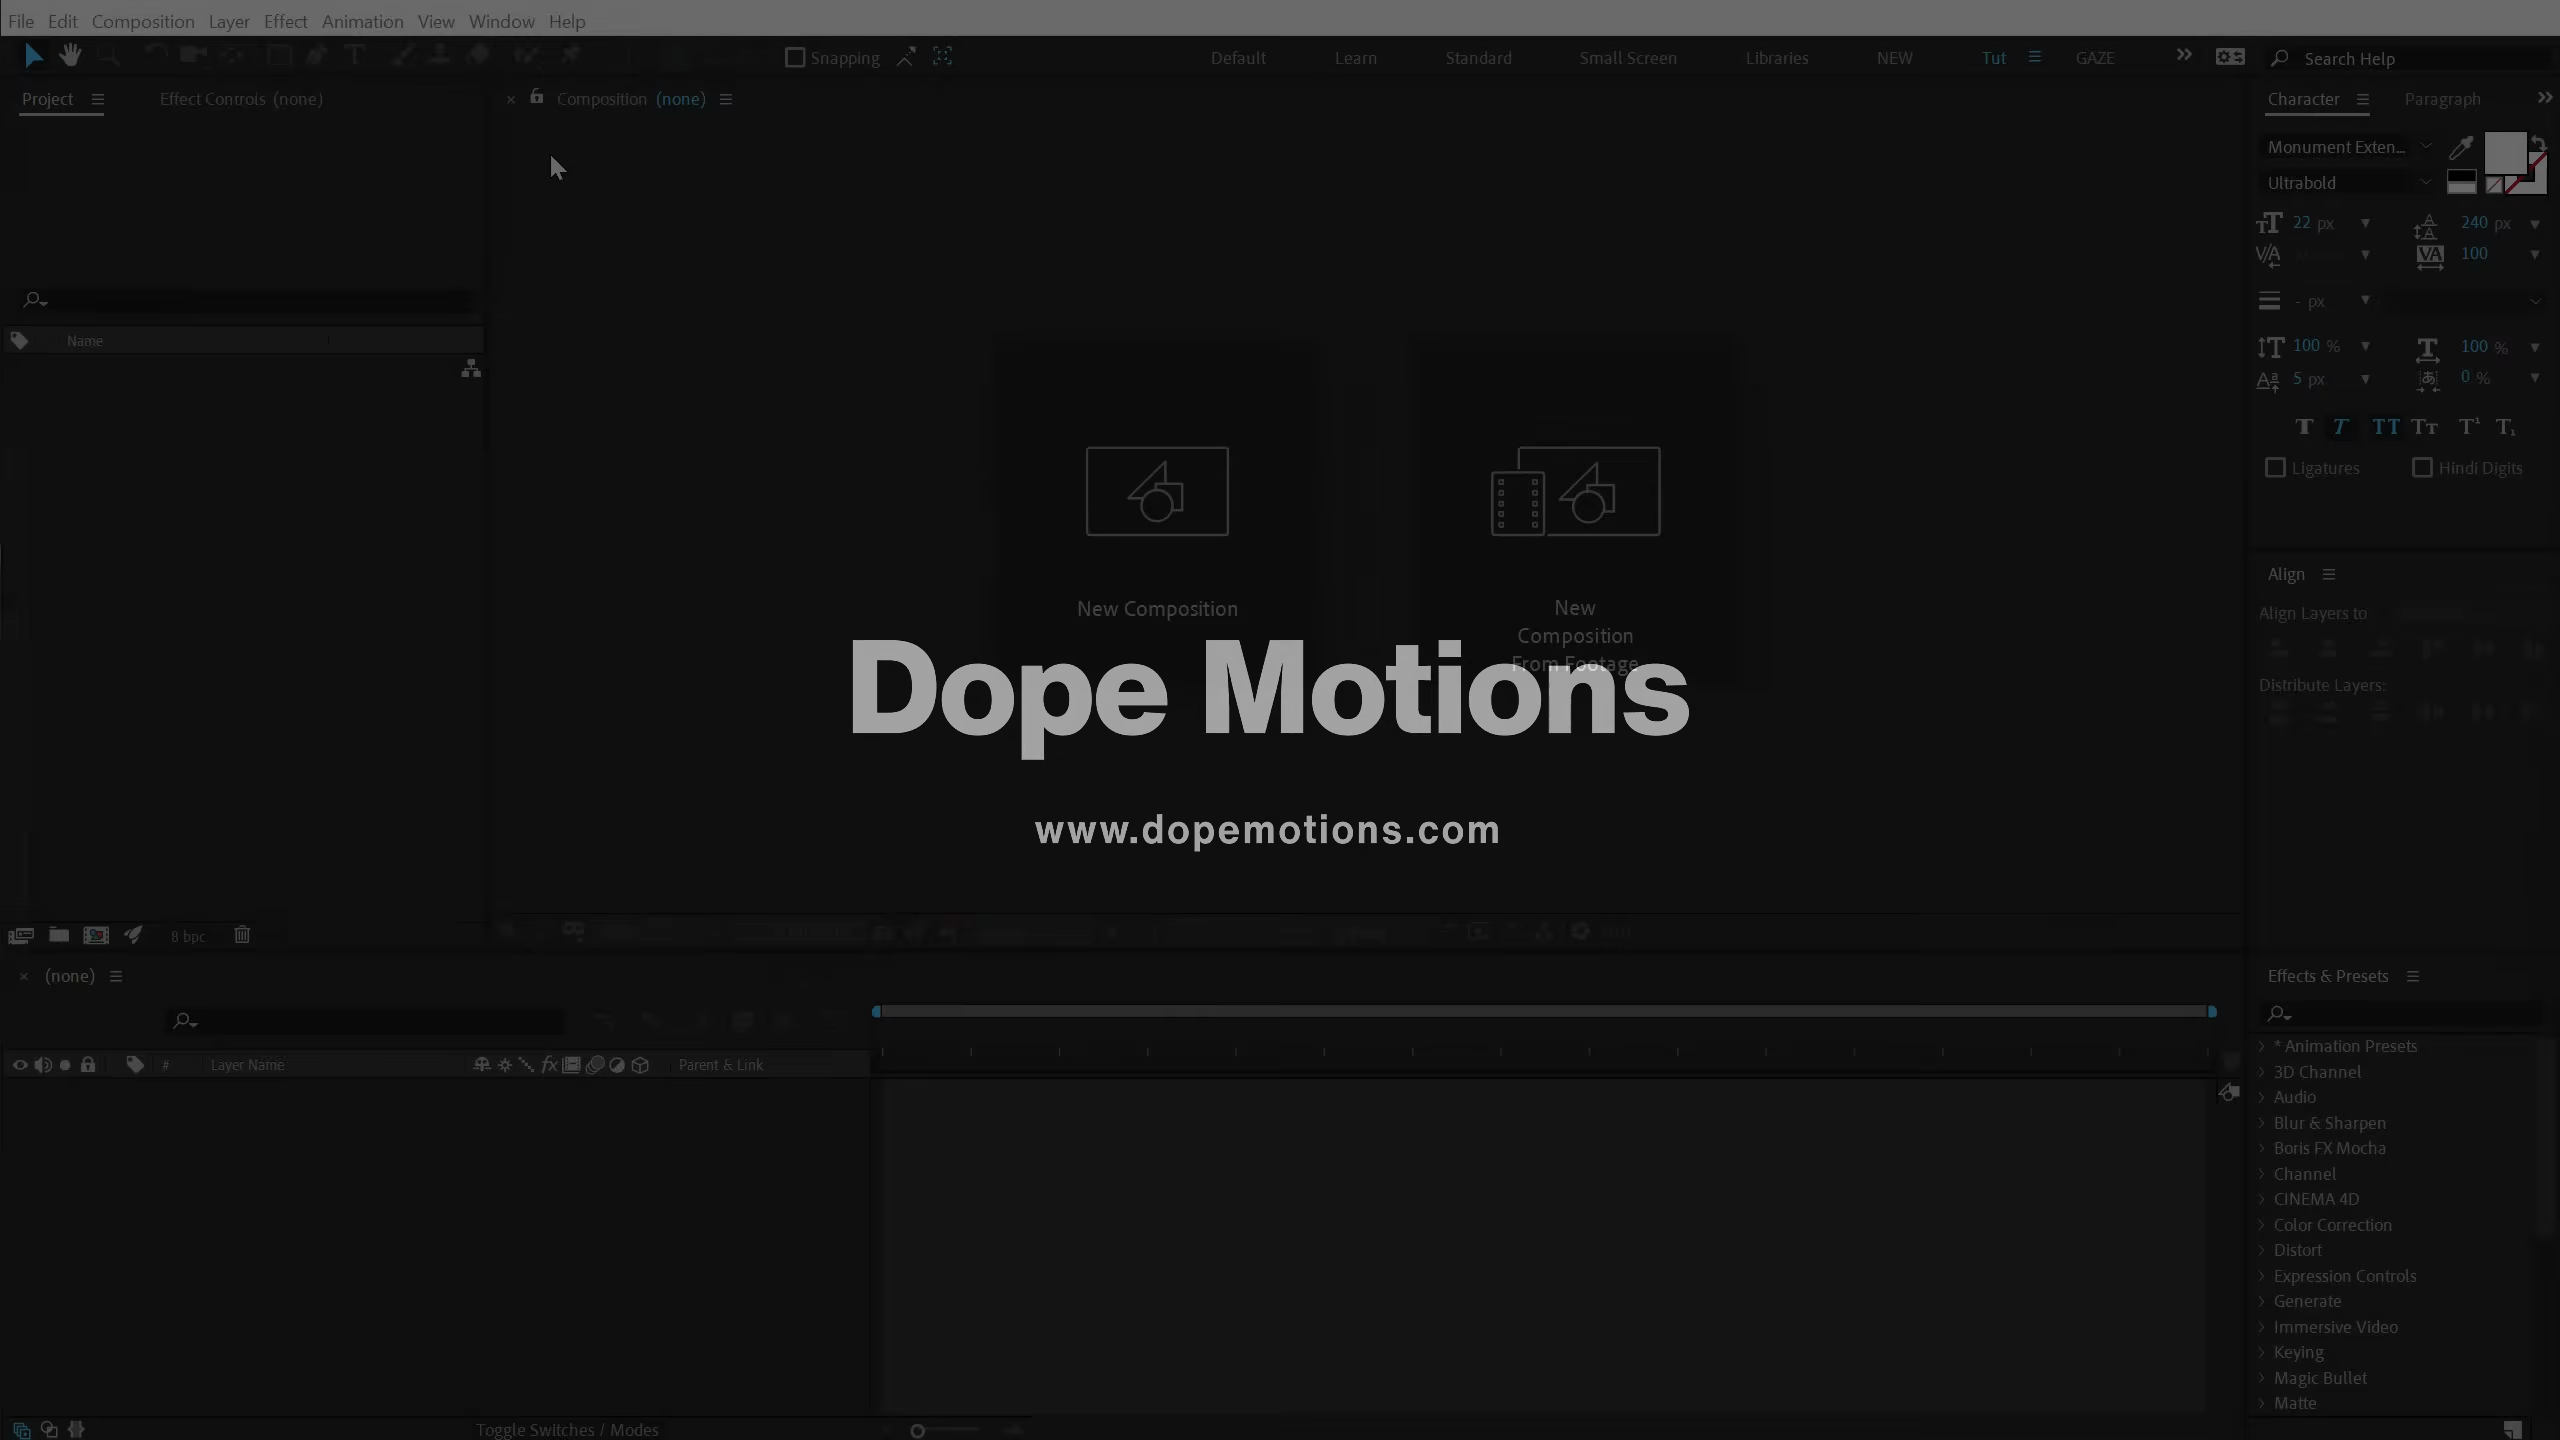 File Edit Composition Layer Effect Animation View Window Help
Snapping Default Learn Standard Small Screen Libraries NEW Tut GAZE Search Help
Project Effect Controls (none)
Composition (none)
Character Paragraph
Monument Exten...
Ultrabold
22 px 240 px
100
- px
100 % 100 %
5 px 0 %
Ligatures Hindi Digits
Name
New Composition
New
Composition
From Footage
Align
Align Layers to
Distribute Layers:
Dope Motions
www.dopemotions.com
8 bpc
(none)
# Layer Name Parent & Link
Toggle Switches / Modes
Effects & Presets
* Animation Presets
3D Channel
Audio
Blur & Sharpen
Boris FX Mocha
Channel
CINEMA 4D
Color Correction
Distort
Expression Controls
Generate
Immersive Video
Keying
Magic Bullet
Matte